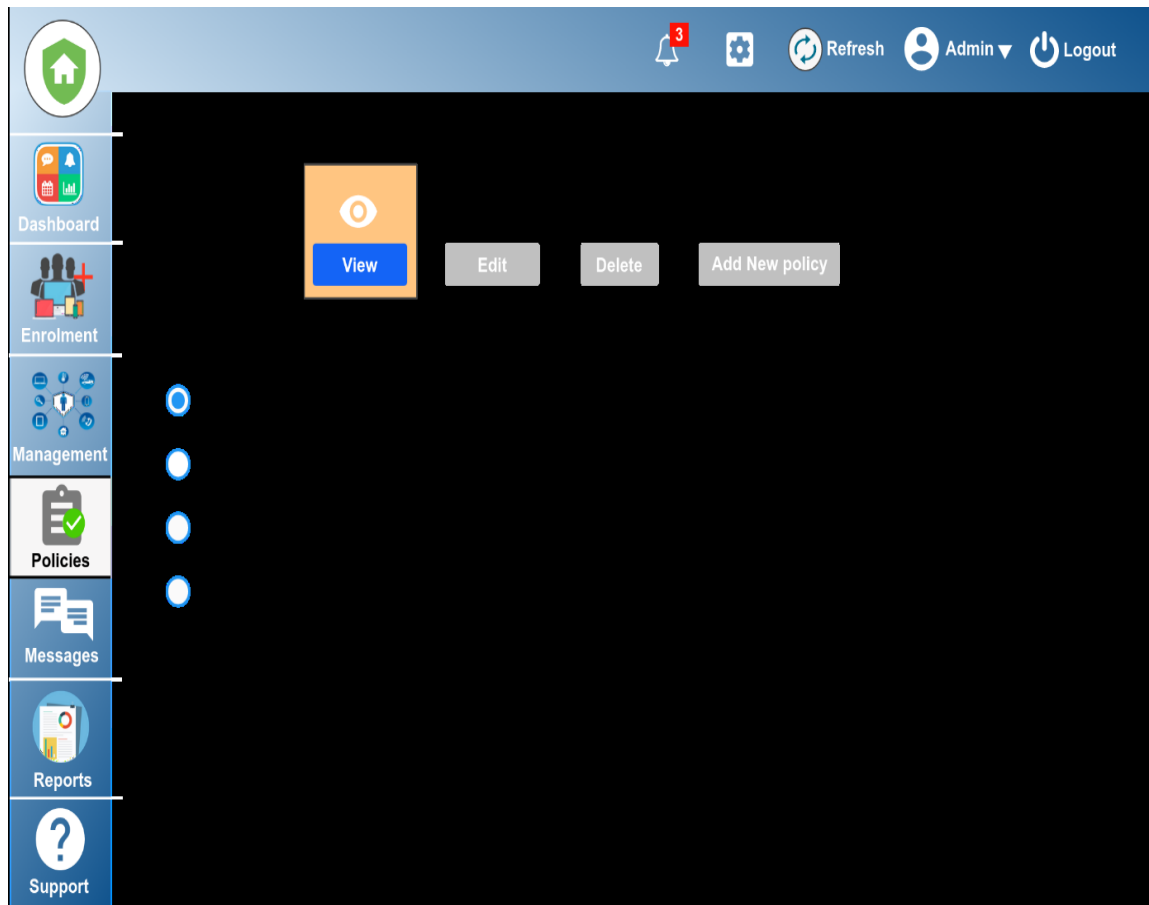 3
Refresh
Admin
Logout
Dashboard
View
Edit
Delete
Add New policy
Enrolment
Management
Policies
Messages
Reports
Support